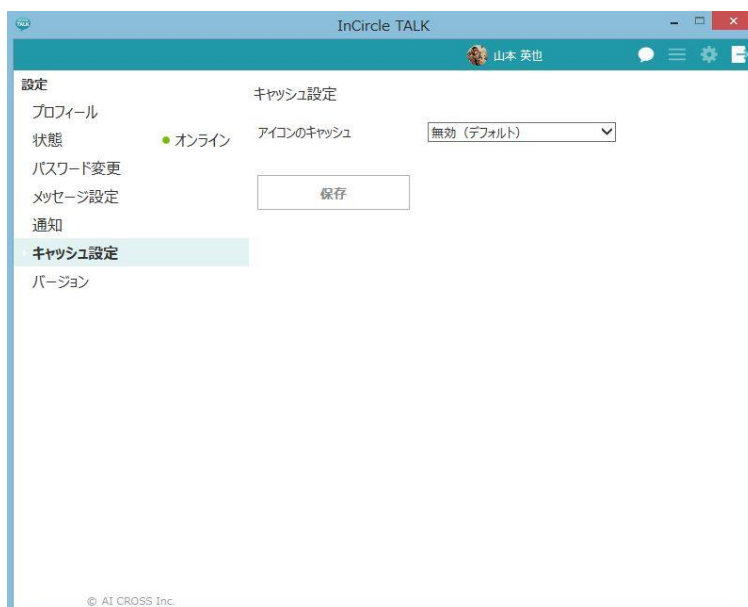 TALK
InCircle TALK
山本 英也
設定
プロフィール
状態
オンライン
パスワード変更
メッセージ設定
通知
キャッシュ設定
バージョン
キャッシュ設定
アイコンのキャッシュ
無効（デフォルト）
保存
© AI CROSS Inc.